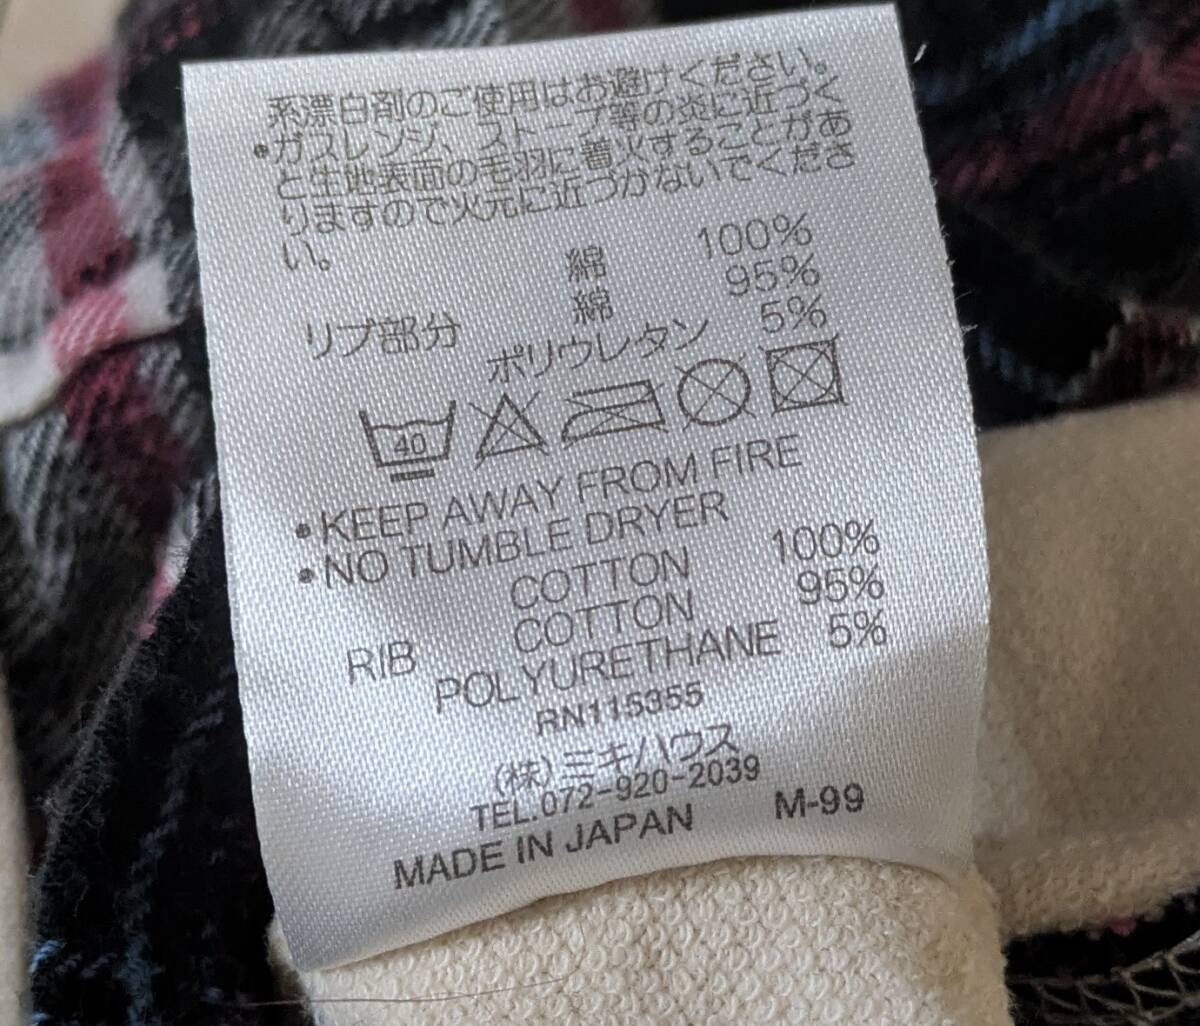 系漂白剤のご使用はお避けください。
•ガスレンジ、ストーブ等の炎に近づく
と生地表面の毛羽に着火することがあ
りますので火元に近づかないでくださ
い。
綿 100%
リブ部分 綿 95%
ポリウレタン 5%
40
•KEEP AWAY FROM FIRE
•NO TUMBLE DRYER
COTTON 100%
RIB COTTON 95%
POLYURETHANE 5%
RN115355
(株)ミキハウス
TEL.072-920-2039
MADE IN JAPAN M-99